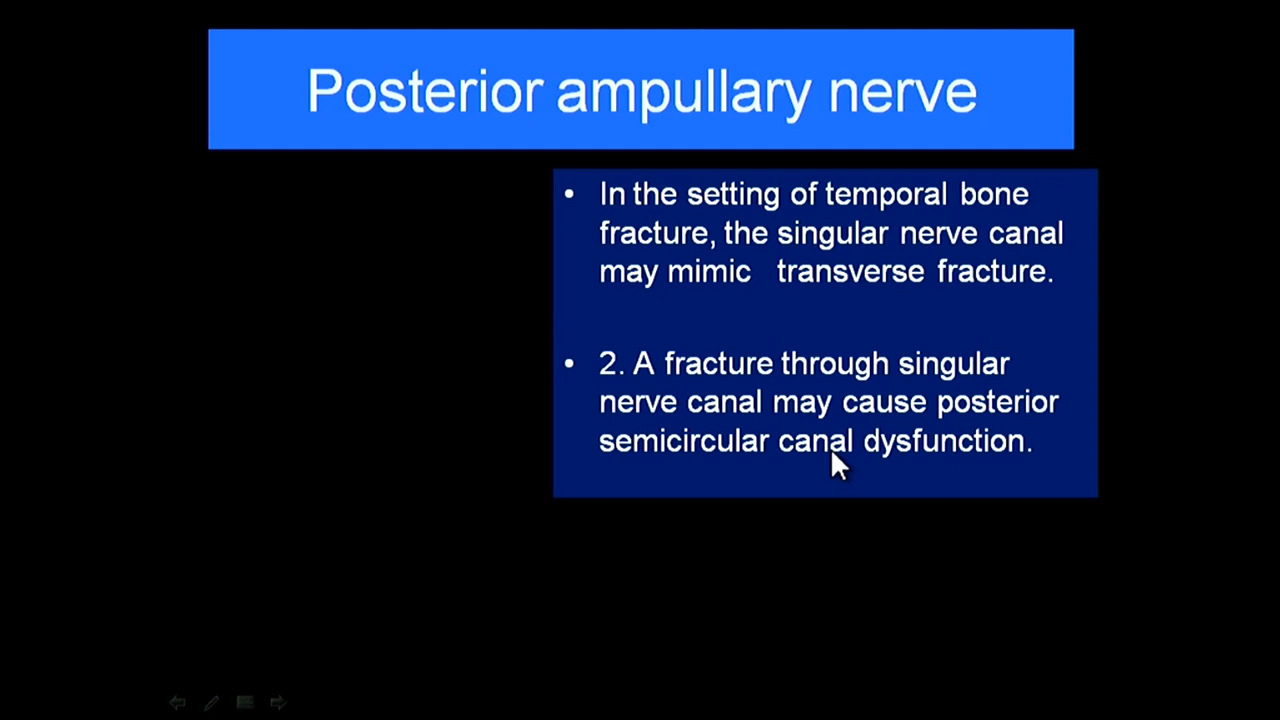 Posterior ampullary nerve
• In the setting of temporal bone
fracture, the singular nerve canal
may mimic transverse fracture.
• 2. A fracture through singular
nerve canal may cause posterior
semicircular canal dysfunction.